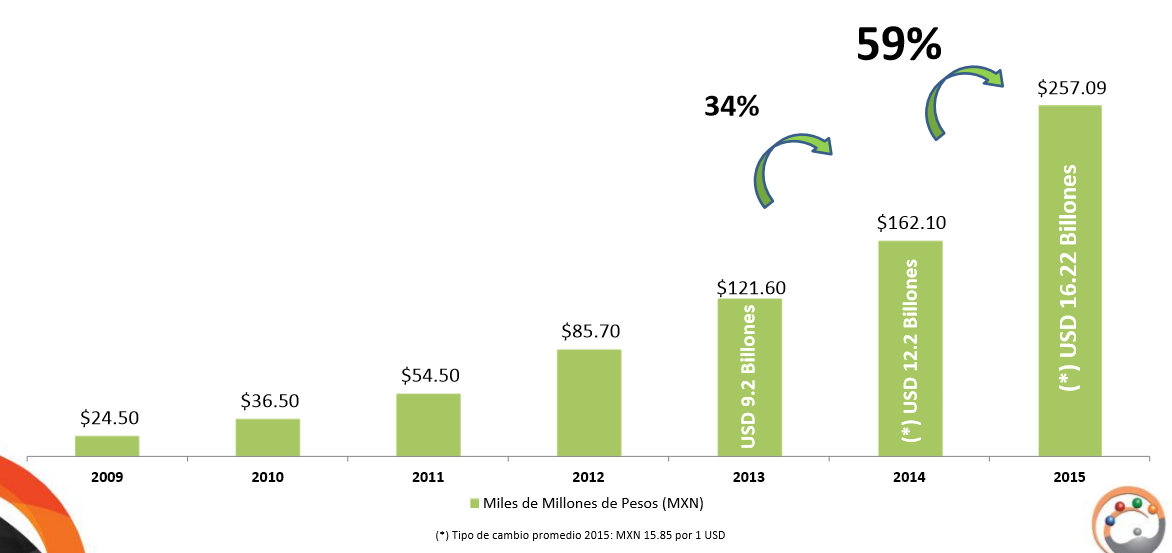 59%
34%
$257.09
$162.10
$121.60
$85.70
$54.50
$36.50
$24.50
USD 9.2 Billones
(*) USD 12.2 Billones
(*) USD 16.22 Billones
2009 2010 2011 2012 2013 2014 2015
Miles de Millones de Pesos (MXN)
(*) Tipo de cambio promedio 2015: MXN 15.85 por 1 USD